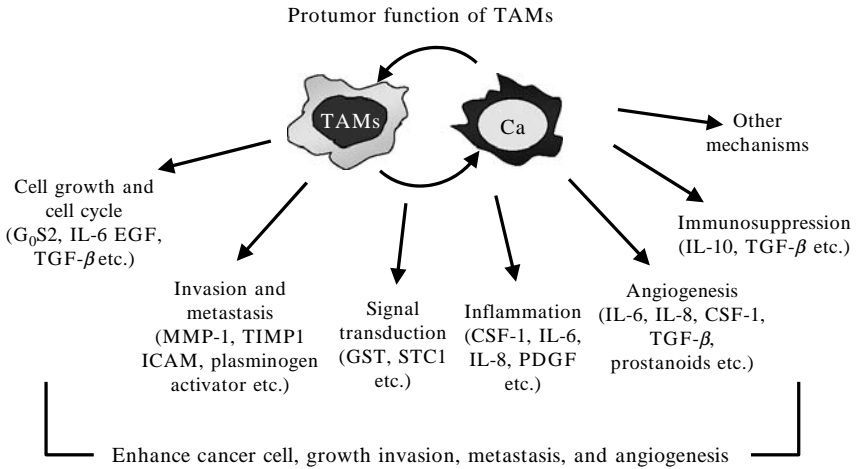 Protumor function of TAMs
TAMs
Ca
Other
mechanisms
Cell growth and
cell cycle
(G₀S2, IL-6 EGF,
TGF-β etc.)
Invasion and
metastasis
(MMP-1, TIMP1
ICAM, plasminogen
activator etc.)
Signal
transduction
(GST, STC1
etc.)
Inflammation
(CSF-1, IL-6,
IL-8, PDGF
etc.)
Angiogenesis
(IL-6, IL-8, CSF-1,
TGF-β,
prostanoids etc.)
Immunosuppression
(IL-10, TGF-β etc.)
Enhance cancer cell, growth invasion, metastasis, and angiogenesis